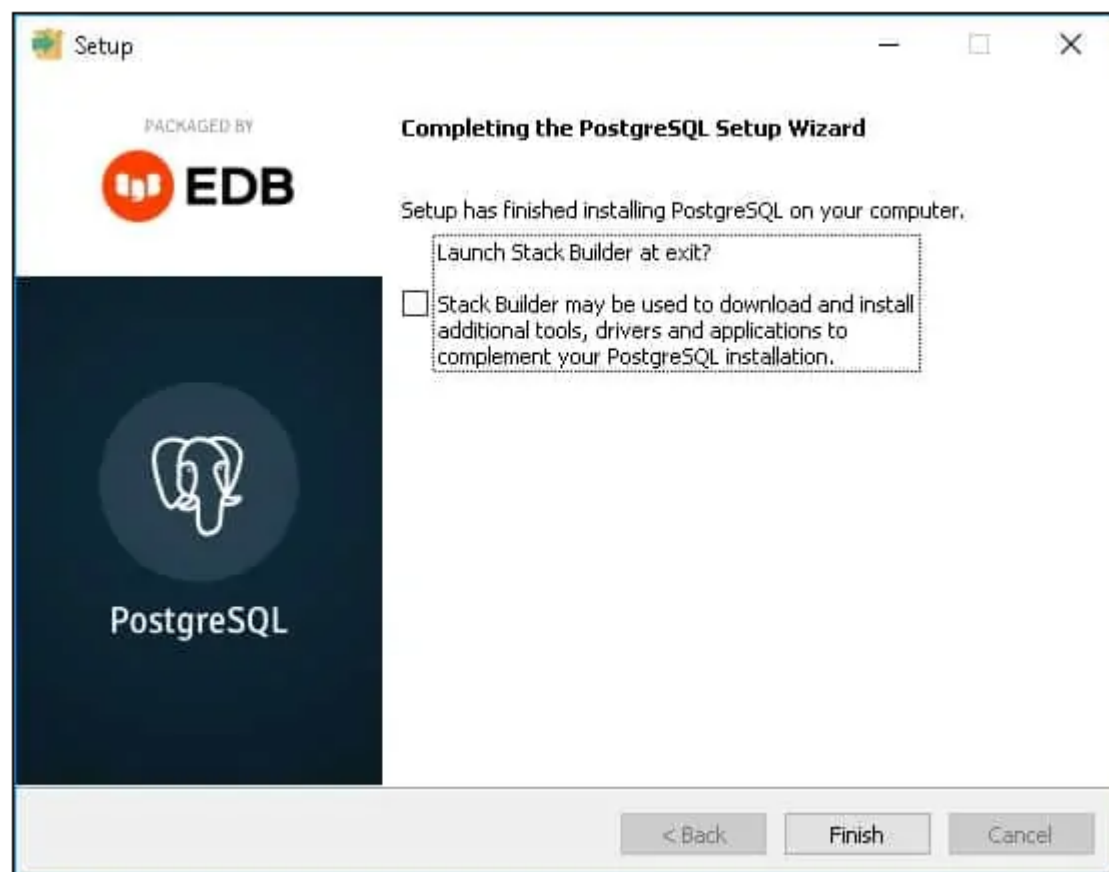 Setup
PACKAGED BY
EDB
Completing the PostgreSQL Setup Wizard
Setup has finished installing PostgreSQL on your computer.
Launch Stack Builder at exit?
Stack Builder may be used to download and install
additional tools, drivers and applications to
complement your PostgreSQL installation.
PostgreSQL
< Back
Finish
Cancel